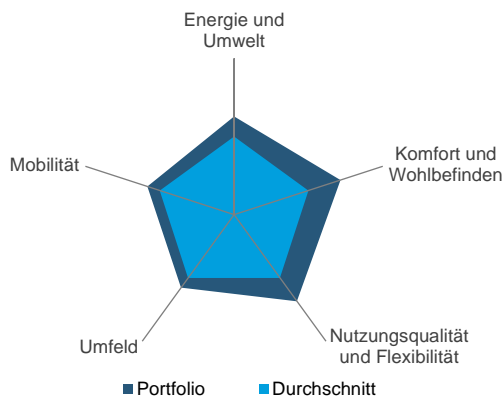 Energie und
Umwelt
Komfort und
Wohlbefinden
Nutzungsqualität
und Flexibilität
Umfeld
Mobilität
Portfolio
Durchschnitt